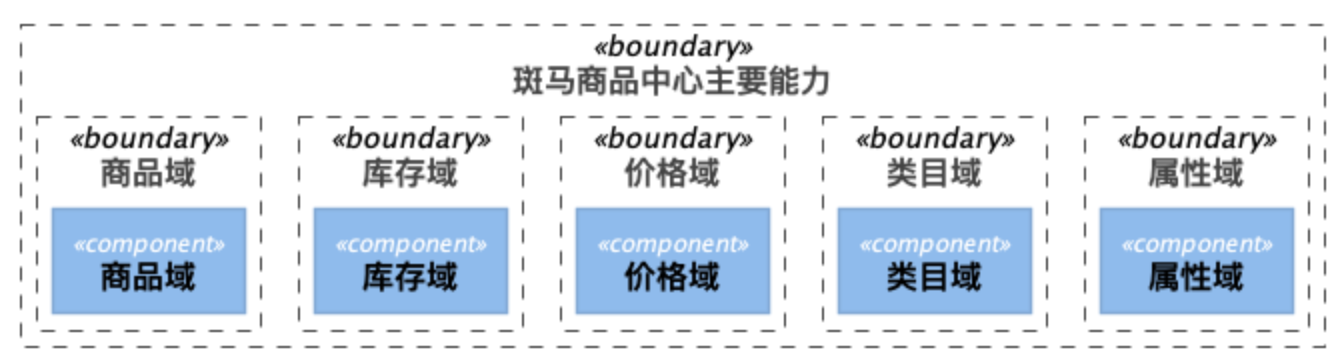 «boundary»
斑马商品中心主要能力
«boundary»
商品域
«component»
商品域
«boundary»
库存域
«component»
库存域
«boundary»
价格域
«component»
价格域
«boundary»
类目域
«component»
类目域
«boundary»
属性域
«component»
属性域